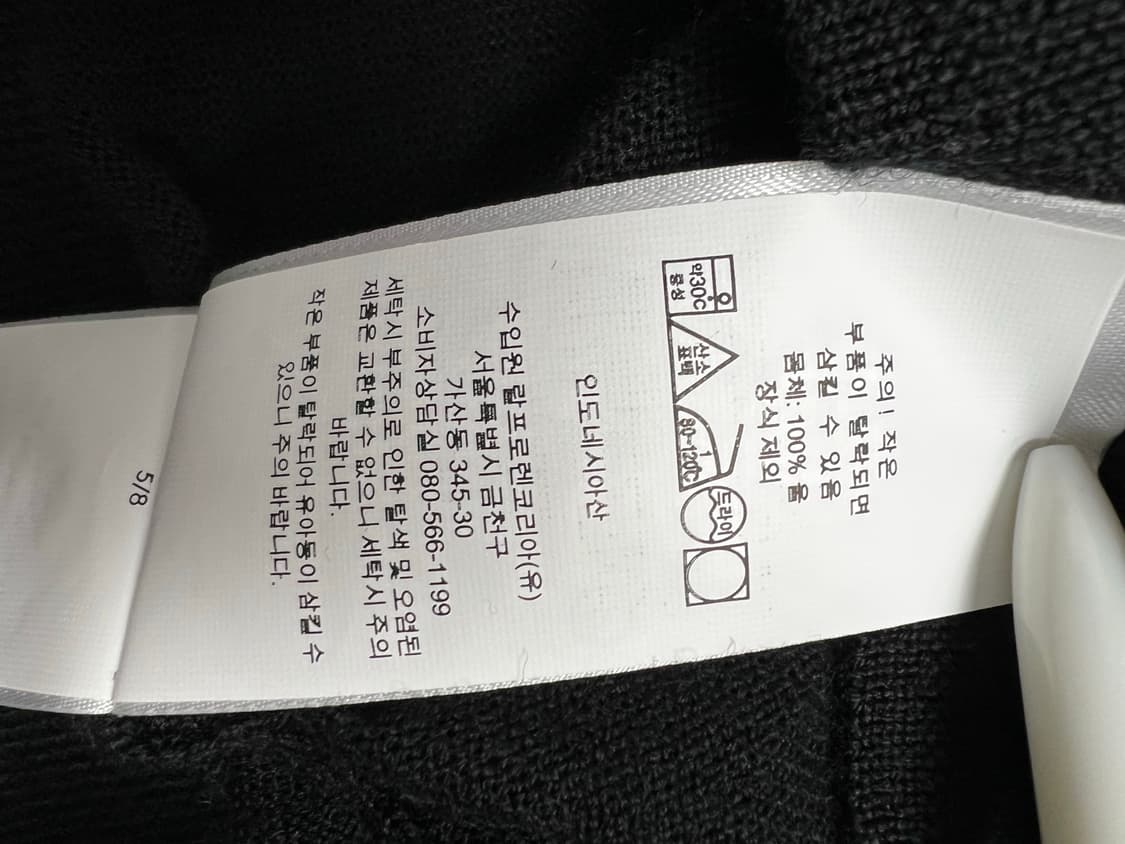 주의! 작은
부품이 탈락되면
삼킬 수 있음
몸체: 100% 울
장식 제외
약30℃
중성
산소
표백
80~120℃
드라이
인도네시아산
수입원 랄프로렌코리아(유)
서울특별시 금천구
가산동 345-30
소비자상담실 080-566-1199
세탁시 부주의로 인한 탈색 및 오염된
제품은 교환할 수 없으니 세탁시 주의
바랍니다.
작은 부품이 탈락되어 유아동이 삼킬 수
있으니 주의 바랍니다.
5/8